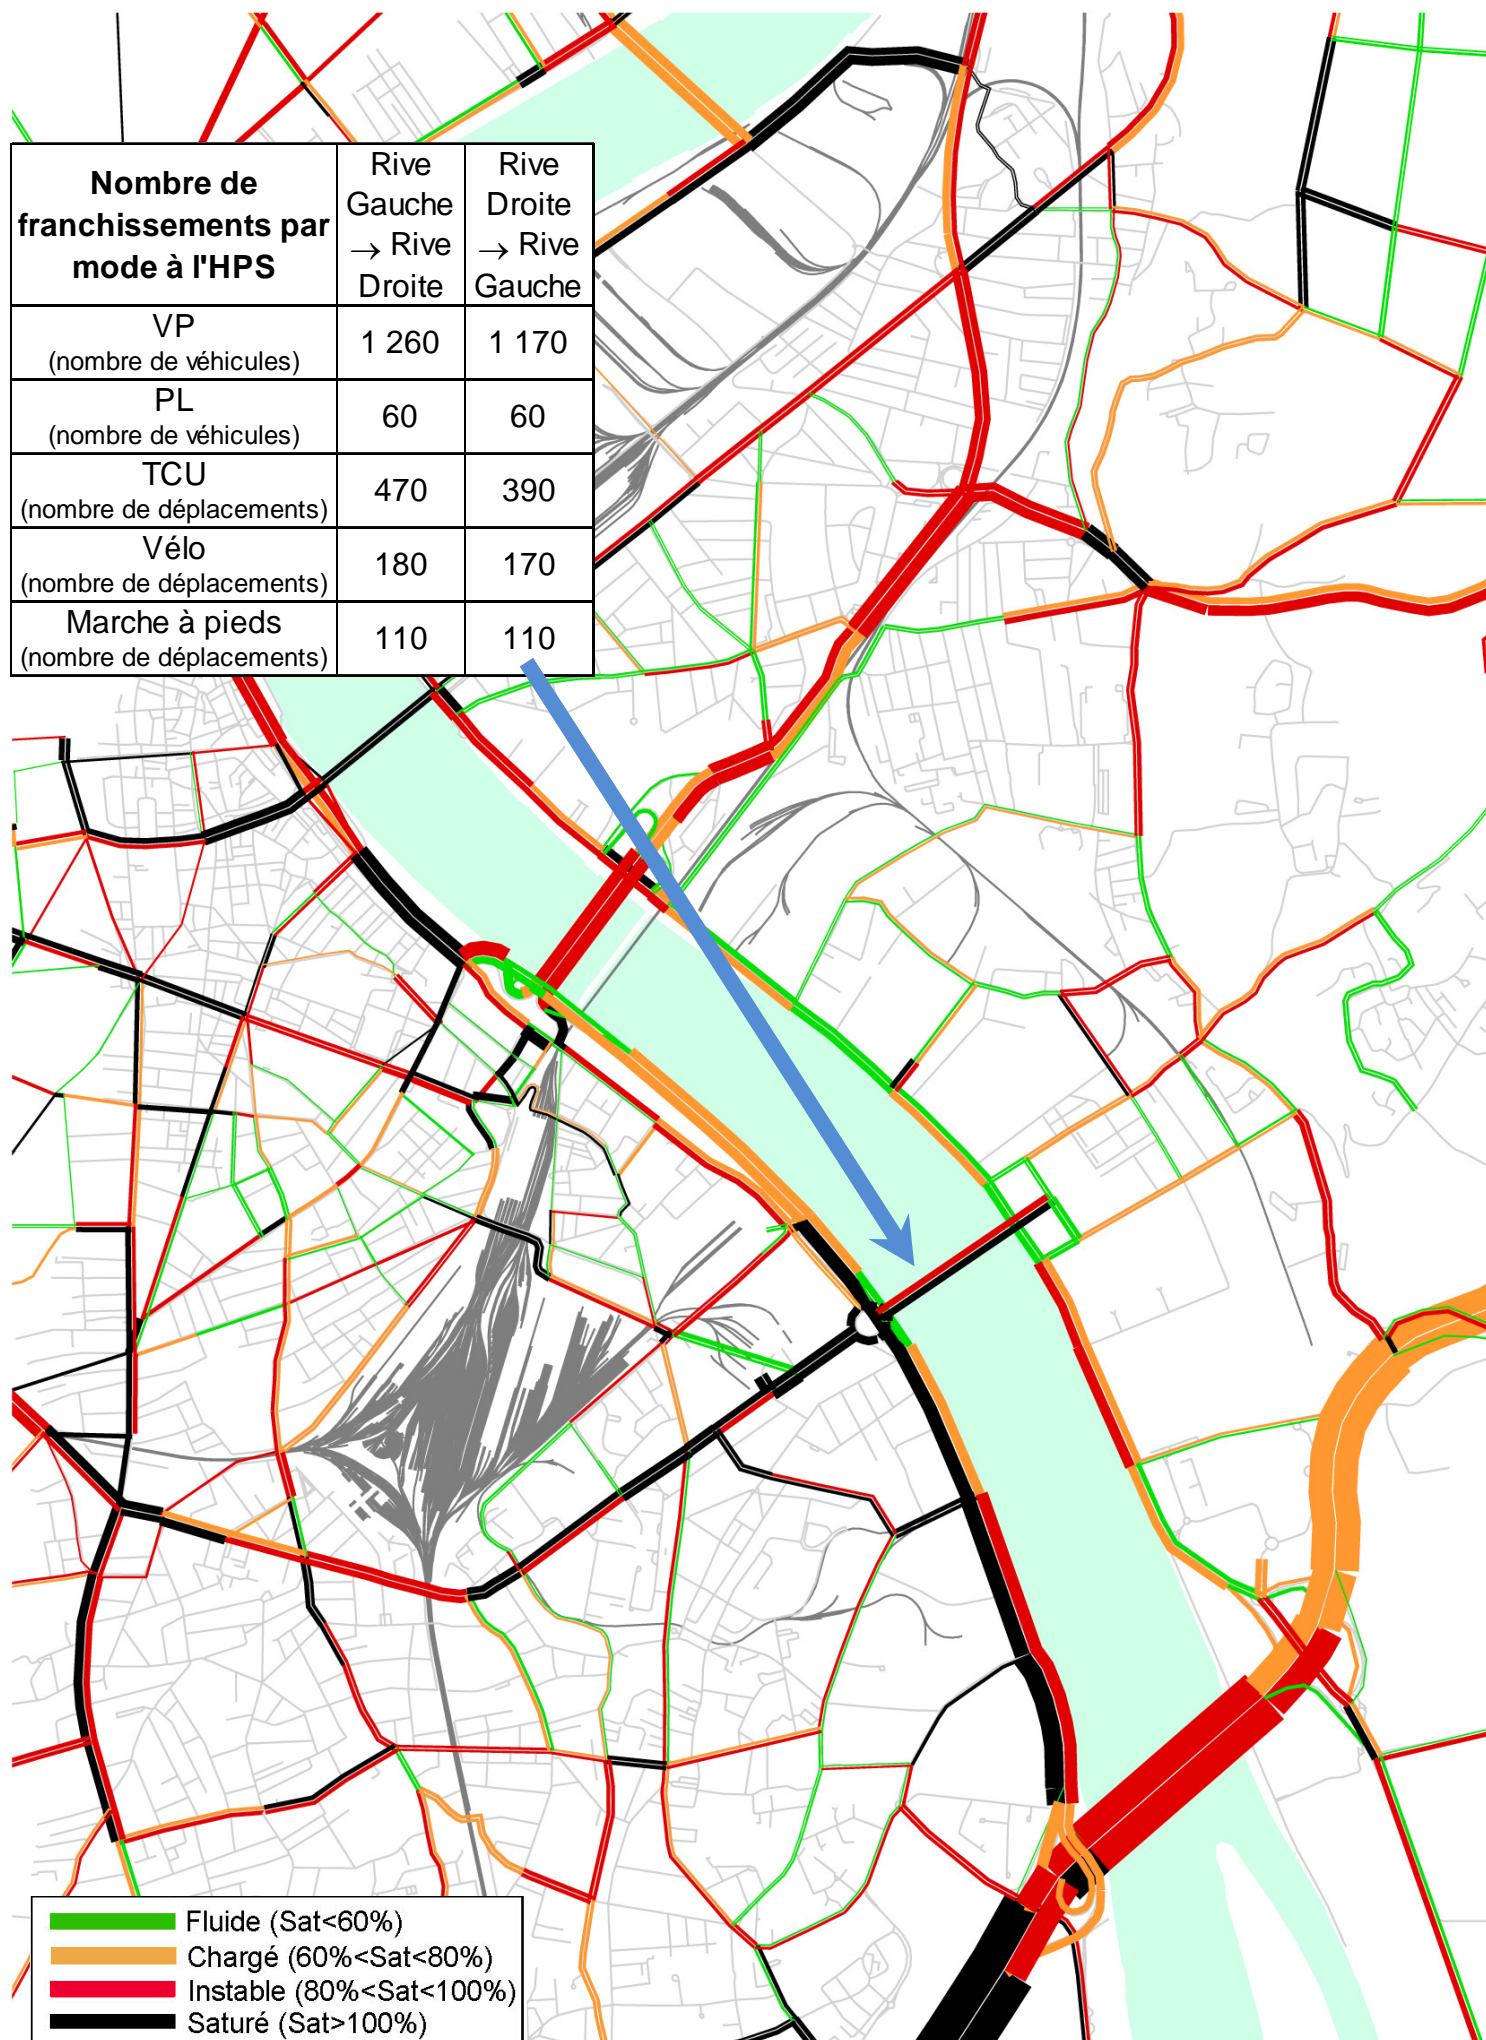 Nombre de
franchissements par
mode à l'HPS
Rive
Gauche
→ Rive
Droite
Rive
Droite
→ Rive
Gauche
VP
(nombre de véhicules)
1 260
1 170
PL
(nombre de véhicules)
60
60
TCU
(nombre de déplacements)
470
390
Vélo
(nombre de déplacements)
180
170
Marche à pieds
(nombre de déplacements)
110
110
Fluide (Sat<60%)
Chargé (60%<Sat<80%)
Instable (80%<Sat<100%)
Saturé (Sat>100%)